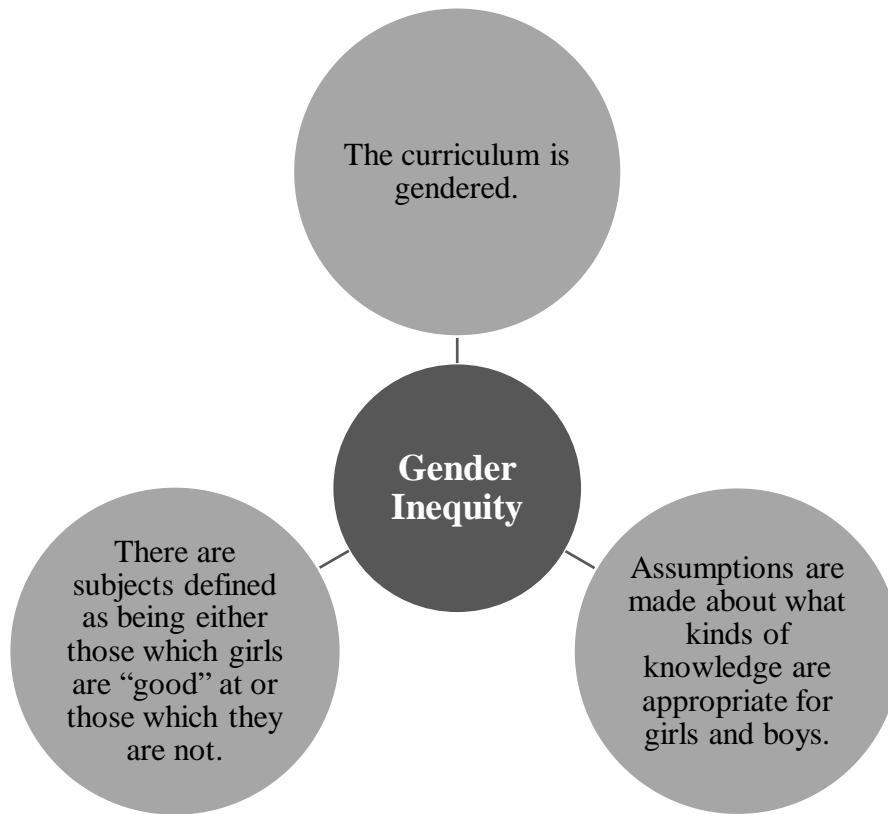 The curriculum is
gendered.
Gender
Inequity
There are
subjects defined
as being either
those which girls
are “good” at or
those which they
are not.
Assumptions are
made about what
kinds of
knowledge are
appropriate for
girls and boys.